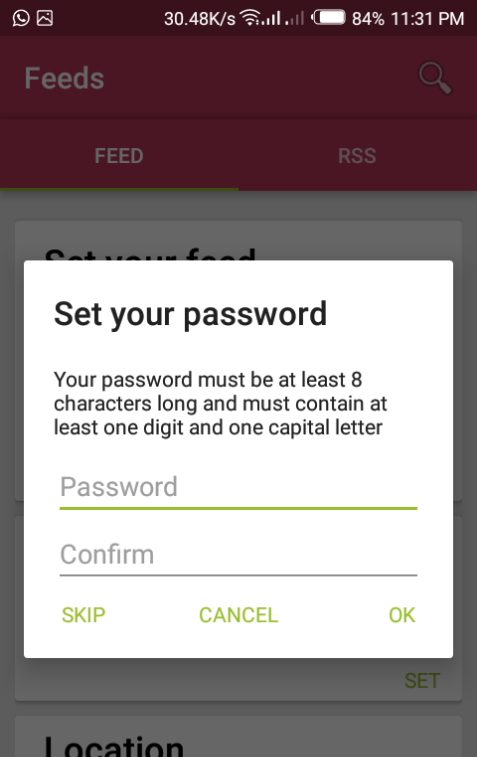 30.48K/s 84% 11:31 PM
Feeds
FEED RSS
Set your feed
Set your password
Your password must be at least 8
characters long and must contain at
least one digit and one capital letter
Password
Confirm
SKIP CANCEL OK
SET
Location